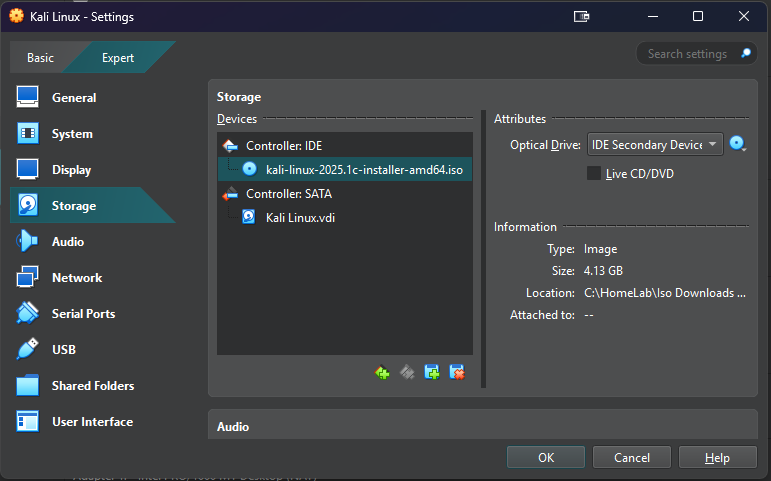 Kali Linux - Settings
Basic
Expert
Search settings
General
System
Display
Storage
Audio
Network
Serial Ports
USB
Shared Folders
User Interface
Storage
Devices
Controller: IDE
kali-linux-2025.1c-installer-amd64.iso
Controller: SATA
Kali Linux.vdi
Attributes
Optical Drive: IDE Secondary Device
Live CD/DVD
Information
Type: Image
Size: 4.13 GB
Location: C:\HomeLab\Iso Downloads ...
Attached to: --
Audio
OK
Cancel
Help